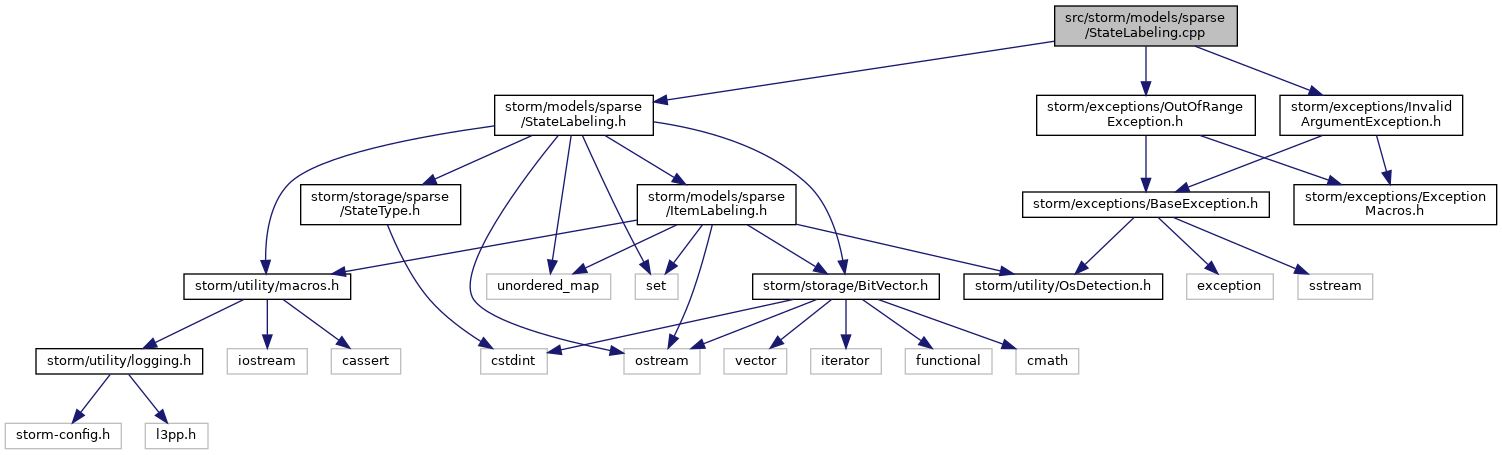 src/storm/models/sparse
/StateLabeling.cpp
storm/models/sparse
/StateLabeling.h
storm/exceptions/OutOfRange
Exception.h
storm/exceptions/Invalid
ArgumentException.h
storm/storage/sparse
/StateType.h
storm/models/sparse
/ItemLabeling.h
storm/exceptions/BaseException.h
storm/exceptions/Exception
Macros.h
storm/utility/macros.h
unordered_map
set
storm/storage/BitVector.h
storm/utility/OsDetection.h
exception
sstream
storm/utility/logging.h
iostream
cassert
cstdint
ostream
vector
iterator
functional
cmath
storm-config.h
l3pp.h